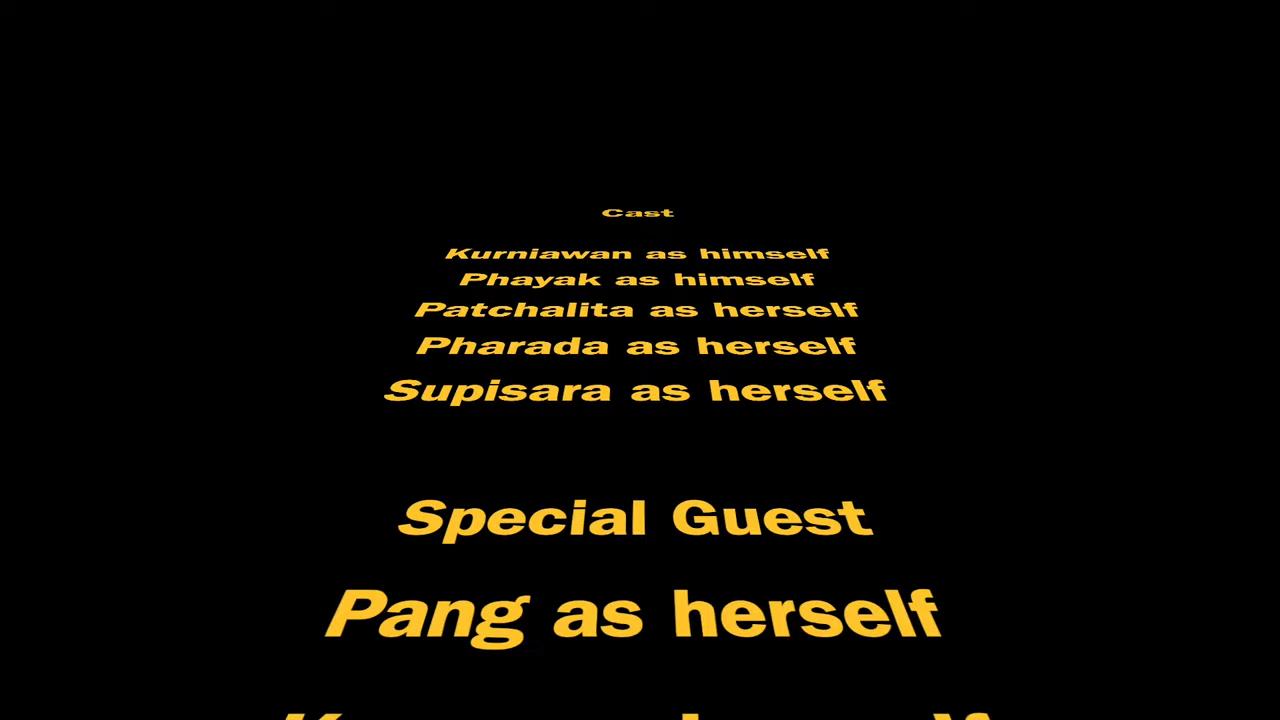 Cast
Kurniawan as himself
Phayak as himself
Patchalita as herself
Pharada as herself
Supisara as herself
Special Guest
Pang as herself